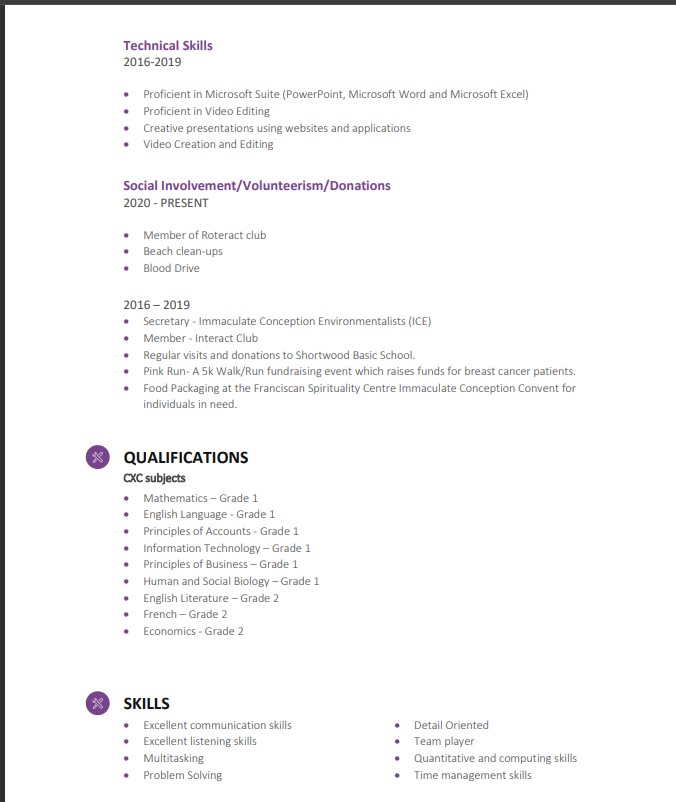 Technical Skills
2016-2019
• Proficient in Microsoft Suite (PowerPoint, Microsoft Word and Microsoft Excel)
• Proficient in Video Editing
• Creative presentations using websites and applications
• Video Creation and Editing
Social Involvement/Volunteerism/Donations
2020 - PRESENT
• Member of Roteract club
• Beach clean-ups
• Blood Drive
2016 – 2019
• Secretary - Immaculate Conception Environmentalists (ICE)
• Member - Interact Club
• Regular visits and donations to Shortwood Basic School.
• Pink Run- A 5k Walk/Run fundraising event which raises funds for breast cancer patients.
• Food Packaging at the Franciscan Spirituality Centre Immaculate Conception Convent for
individuals in need.
QUALIFICATIONS
CXC subjects
• Mathematics – Grade 1
• English Language - Grade 1
• Principles of Accounts - Grade 1
• Information Technology – Grade 1
• Principles of Business – Grade 1
• Human and Social Biology – Grade 1
• English Literature – Grade 2
• French – Grade 2
• Economics - Grade 2
SKILLS
• Excellent communication skills
• Excellent listening skills
• Multitasking
• Problem Solving
• Detail Oriented
• Team player
• Quantitative and computing skills
• Time management skills